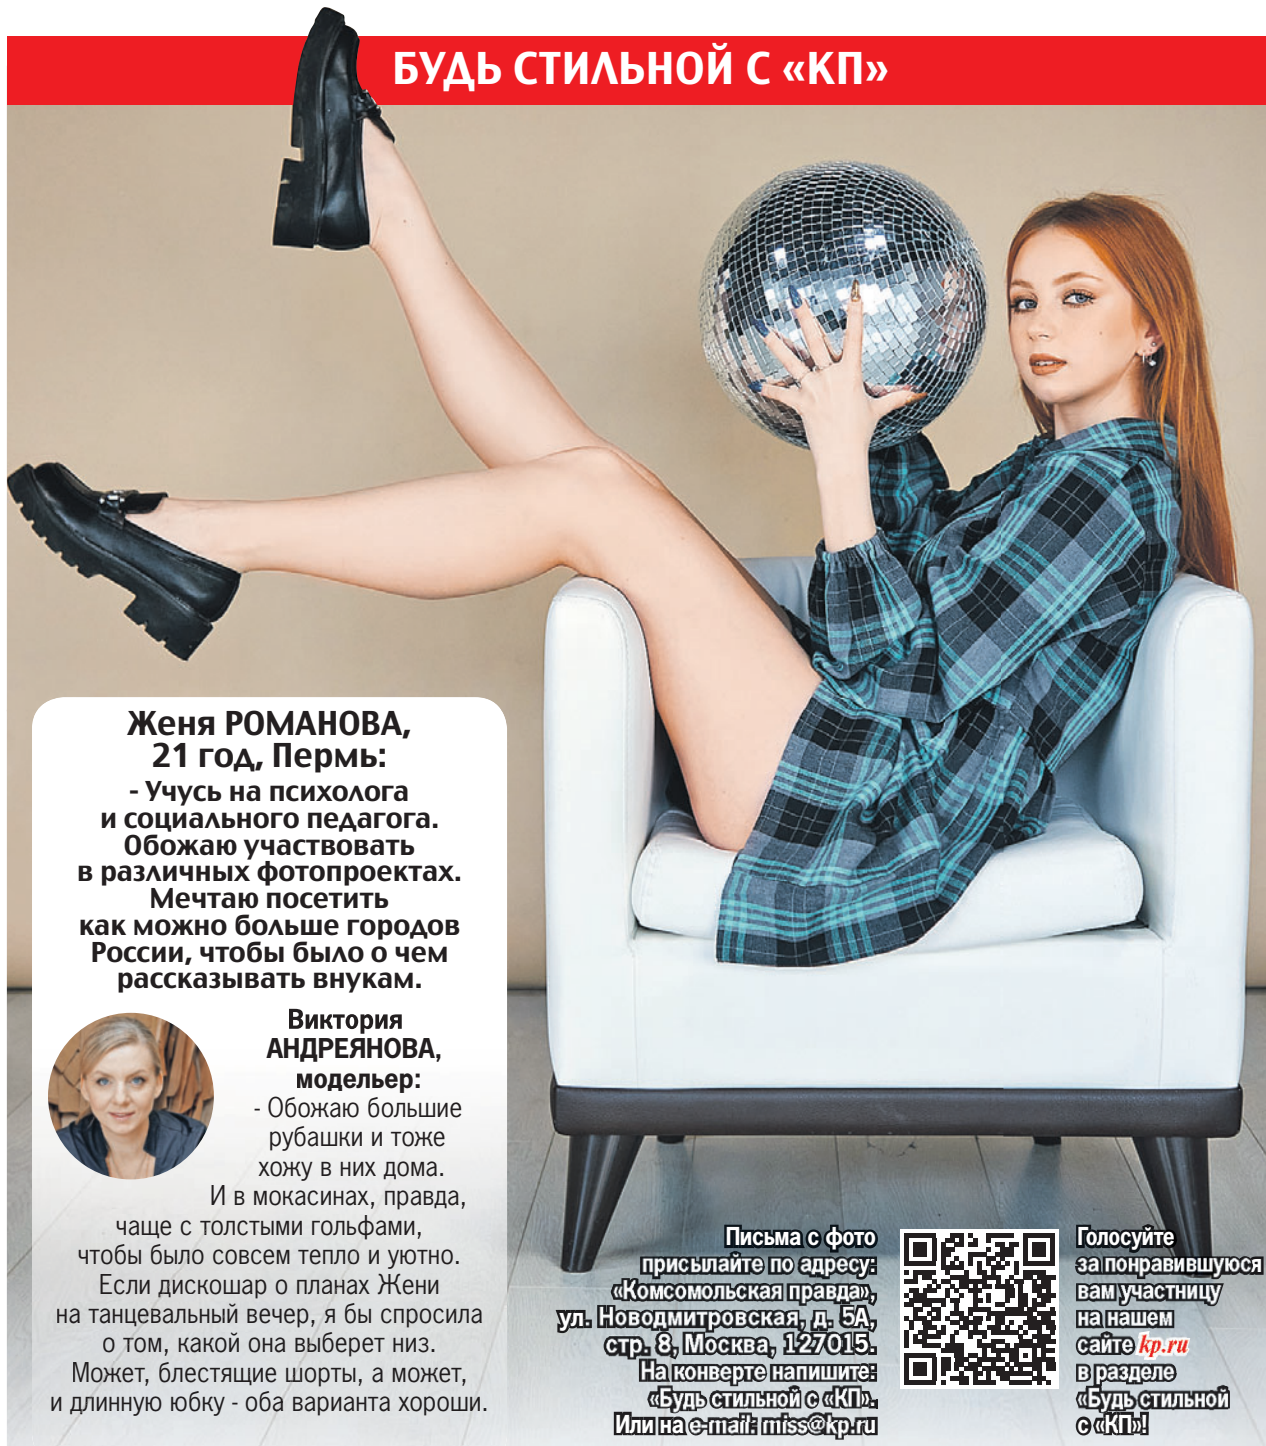 БУДЬ СТИЛЬНОЙ С «КП»
Женя РОМАНОВА,
21 год, Пермь:
- Учусь на психолога
и социального педагога.
Обожаю участвовать
в различных фотопроектах.
Мечтаю посетить
как можно больше городов
России, чтобы было о чем
рассказывать внукам.
Виктория
АНДРЕЯНОВА,
модельер:
- Обожаю большие
рубашки и тоже
хожу в них дома.
И в мокасинах, правда,
чаще с толстыми гольфами,
чтобы было совсем тепло и уютно.
Если дискошар о планах Жени
на танцевальный вечер, я бы спросила
о том, какой она выберет низ.
Может, блестящие шорты, а может,
и длинную юбку - оба варианта хороши.
Письма с фото
присылайте по адресу:
«Комсомольская правда»,
ул. Новодмитровская, д. 5А,
стр. 8, Москва, 127015.
На конверте напишите:
«Будь стильной с «КП».
Или на e-mail: miss@kp.ru
Голосуйте
за понравившуюся
вам участницу
на нашем
сайте kp.ru
в разделе
«Будь стильной
с «КП»!